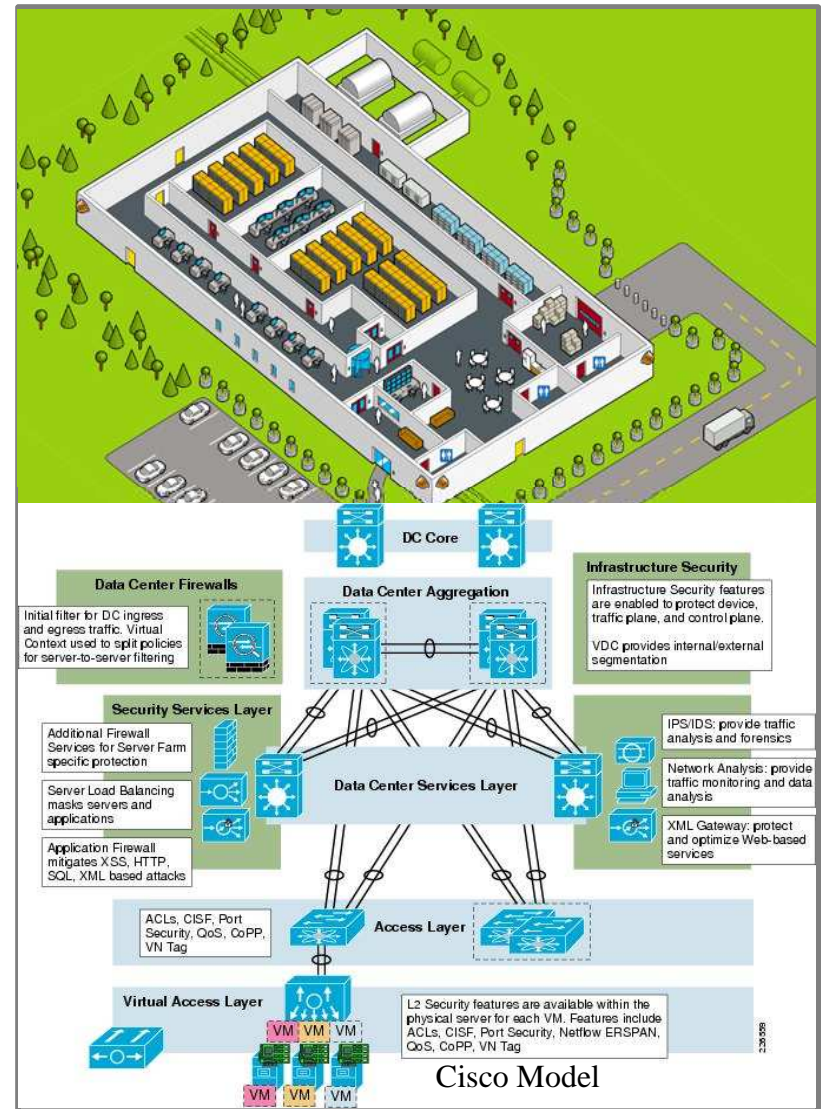 DC Core
Data Center Firewalls
Initial filter for DC ingress
and egress traffic. Virtual
Context used to split policies
for server-to-server filtering
Data Center Aggregation
Infrastructure Security
Infrastructure Security features
are enabled to protect device,
traffic plane, and control plane.
VDC provides internal/external
segmentation
Security Services Layer
Additional Firewall
Services for Server Farm
specific protection
Server Load Balancing
masks servers and
applications
Application Firewall
mitigates XSS, HTTP,
SQL, XML based attacks
Data Center Services Layer
IPS/IDS: provide traffic
analysis and forensics
Network Analysis: provide
traffic monitoring and data
analysis
XML Gateway: protect
and optimize Web-based
services
ACLs, CISF, Port
Security, QoS, CoPP,
VN Tag
Access Layer
Virtual Access Layer
L2 Security features are available within the
physical server for each VM. Features include
ACLs, CISF, Port Security, Netflow ERSPAN,
QoS, CoPP, VN Tag
VM VM VM
VM VM VM
226559
Cisco Model